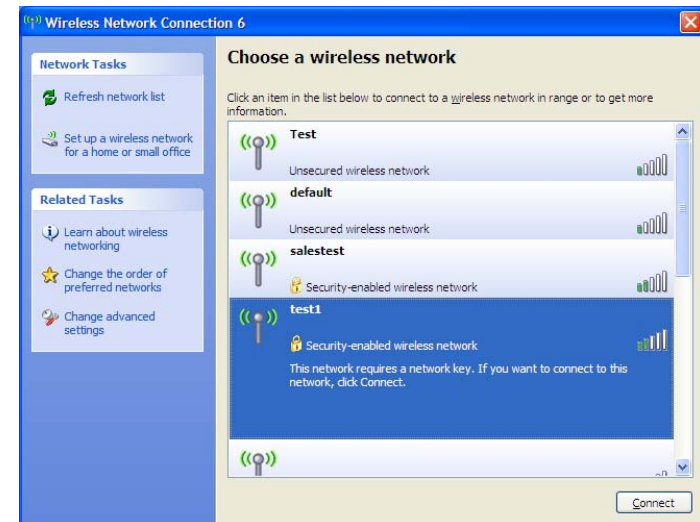 Wireless Network Connection 6
Network Tasks
Refresh network list
Set up a wireless network
for a home or small office
Related Tasks
Learn about wireless
networking
Change the order of
preferred networks
Change advanced
settings
Choose a wireless network
Click an item in the list below to connect to a wireless network in range or to get more
information.
Test
Unsecured wireless network
default
Unsecured wireless network
salestest
Security-enabled wireless network
test1
Security-enabled wireless network
This network requires a network key. If you want to connect to this
network, click Connect.
Connect